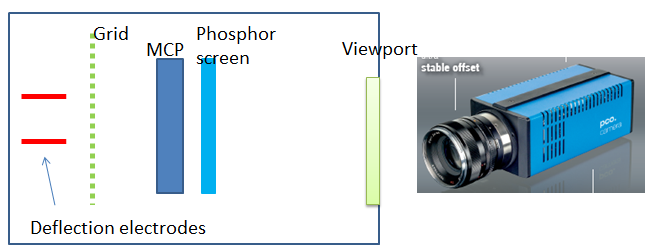 Grid
MCP
Phosphor
screen
Viewport
stable offset
pco.
camera
Deflection electrodes